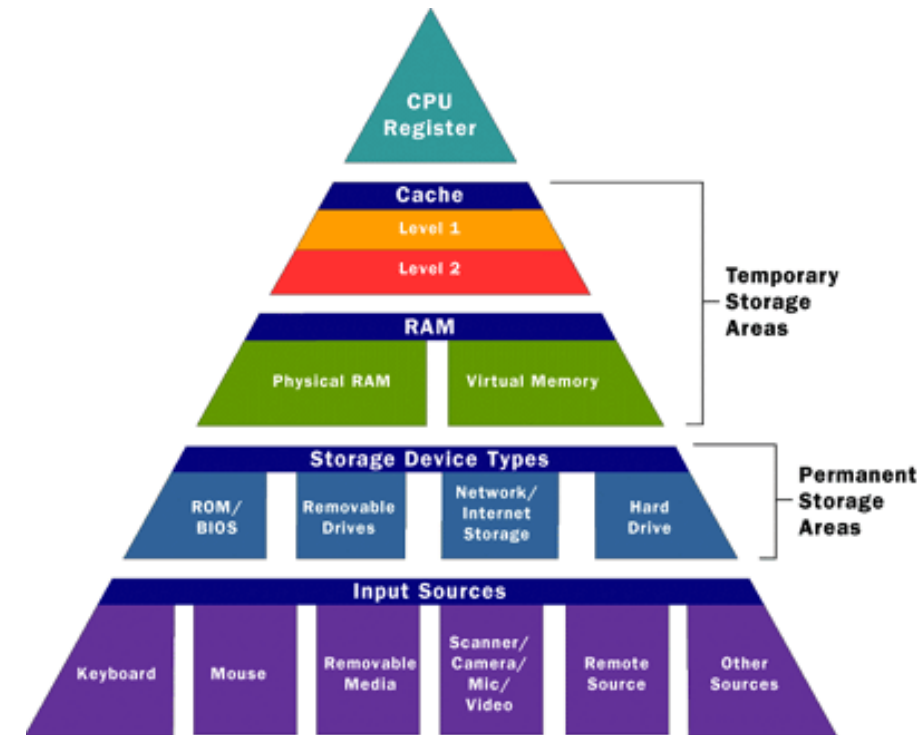 CPU
Register
Cache
Level 1
Level 2
Temporary
Storage
Areas
RAM
Physical RAM
Virtual Memory
Storage Device Types
ROM/
BIOS
Removable
Drives
Network/
Internet
Storage
Hard
Drive
Permanent
Storage
Areas
Input Sources
Keyboard
Mouse
Removable
Media
Scanner/
Camera/
Mic/
Video
Remote
Source
Other
Sources